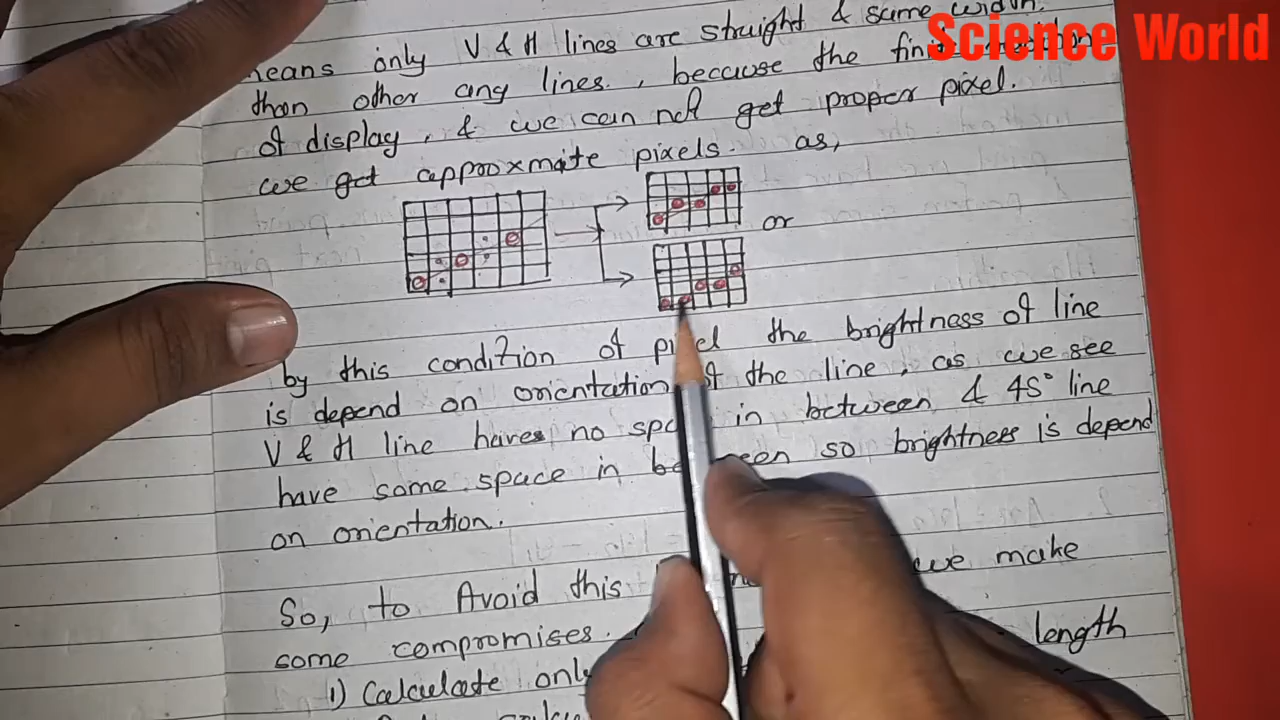 Science World
means only V & H lines are straight & same width.
than other any lines., because the
of display, & we can not get proper pixel.
we get approxmate pixels. as,
or
by this condition of pixel the brightness of line
is depend on orientation of the line, as we see
V & H line haves no space in between & 45° line
have some space in between so brightness is depend
on orientation.
So, to Avoid this we make
some compromises.
length
1) Calculate only